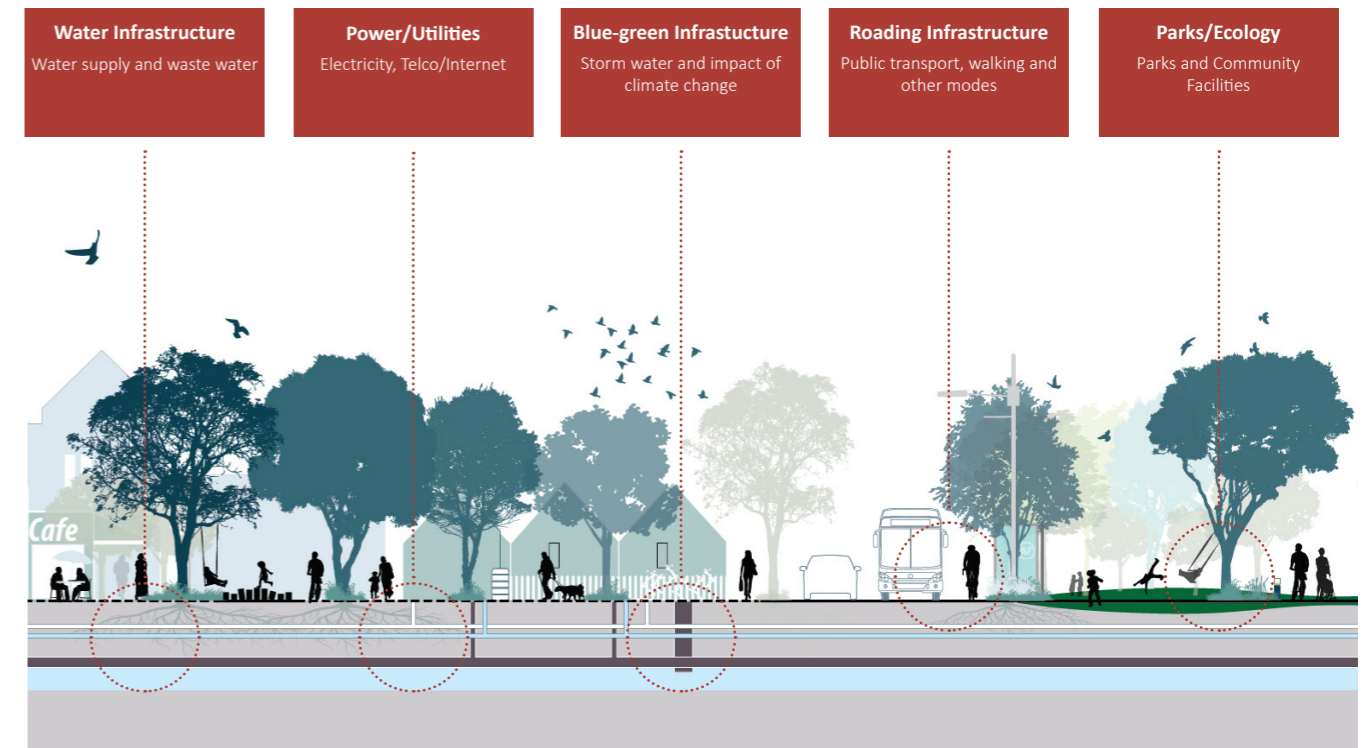 Water Infrastructure
Water supply and waste water
Power/Utilities
Electricity, Telco/Internet
Blue-green Infrastucture
Storm water and impact of
climate change
Roading Infrastructure
Public transport, walking and
other modes
Parks/Ecology
Parks and Community
Facilities
Cafe